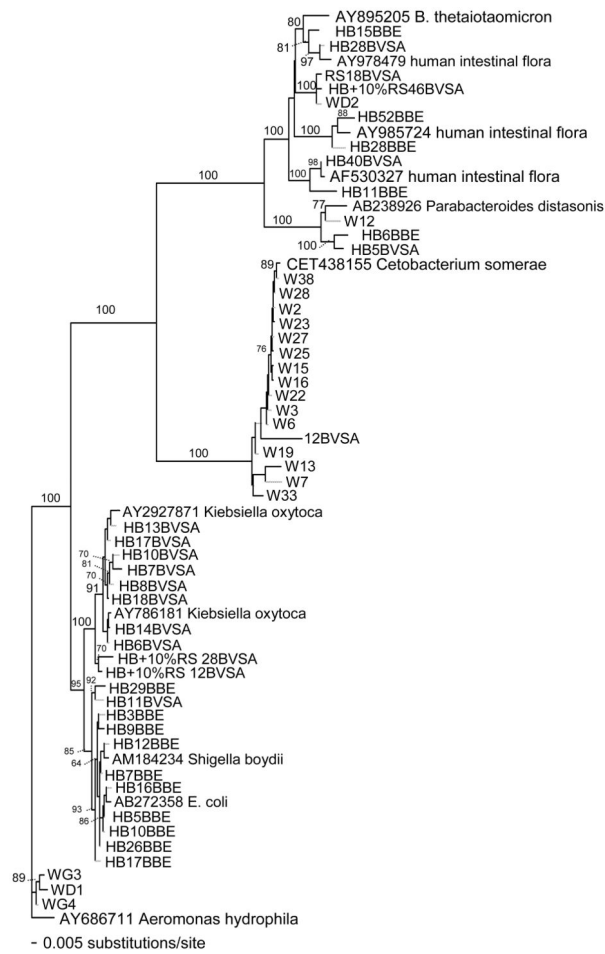 80
AY895205 B. thetaiotaomicron
HB15BBE
81
HB28BVSA
97
AY978479 human intestinal flora
RS18BVSA
100
HB+10%RS46BVSA
WD2
88
HB52BBE
100
100
AY985724 human intestinal flora
HB28BBE
98
HB40BVSA
100
100
AF530327 human intestinal flora
HB11BBE
77
AB238926 Parabacteroides distasonis
100
W12
HB6BBE
100
HB5BVSA
89
CET438155 Cetobacterium somerae
W38
W28
W2
100
W23
W27
76
W25
W15
W16
W22
W3
W6
12BVSA
100
W19
W13
W7
W33
100
AY2927871 Kiebsiella oxytoca
HB13BVSA
HB17BVSA
70
HB10BVSA
81
HB7BVSA
70
HB8BVSA
91
HB18BVSA
AY786181 Kiebsiella oxytoca
100
HB14BVSA
HB6BVSA
70
HB+10%RS 28BVSA
HB+10%RS 12BVSA
95
92
HB29BBE
HB11BVSA
HB3BBE
HB9BBE
85
HB12BBE
64
AM184234 Shigella boydii
HB7BBE
HB16BBE
93
AB272358 E. coli
86
HB5BBE
HB10BBE
HB26BBE
HB17BBE
89
WG3
WD1
WG4
AY686711 Aeromonas hydrophila
0.005 substitutions/site